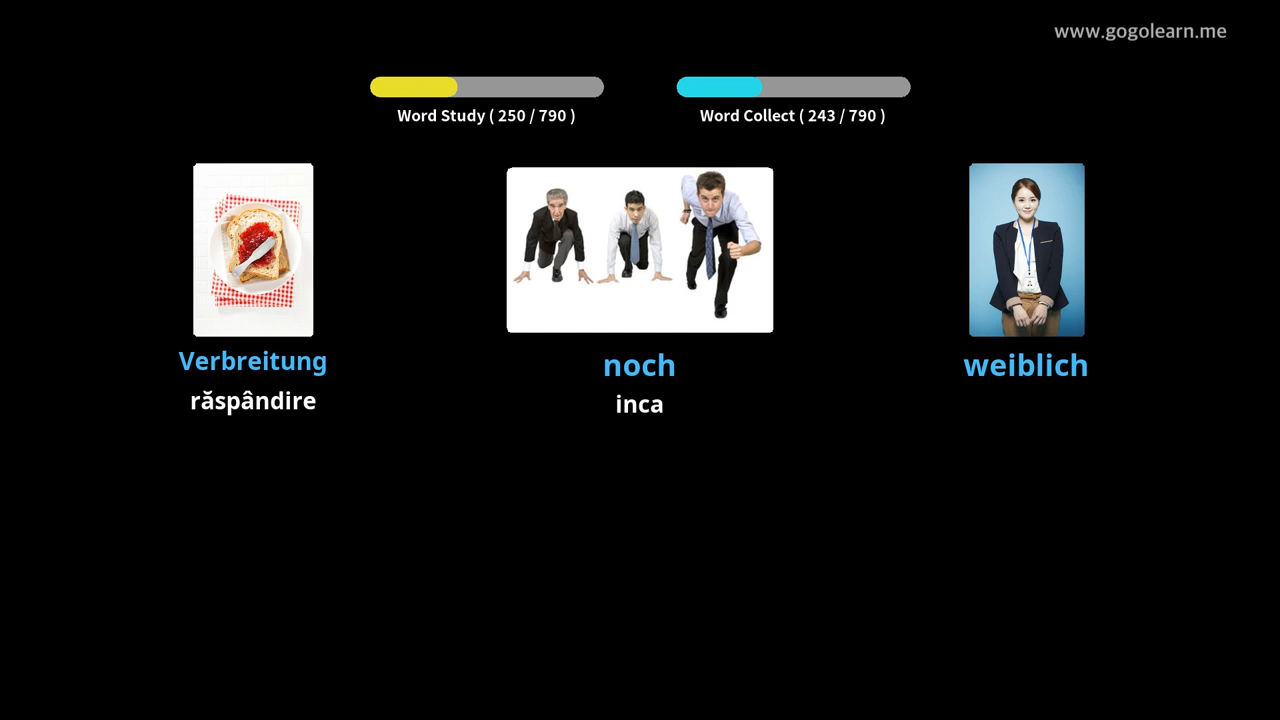 www.gogolearn.me
Word Study ( 250 / 790 )
Word Collect ( 243 / 790 )
Verbreitung
răspândire
noch
inca
weiblich